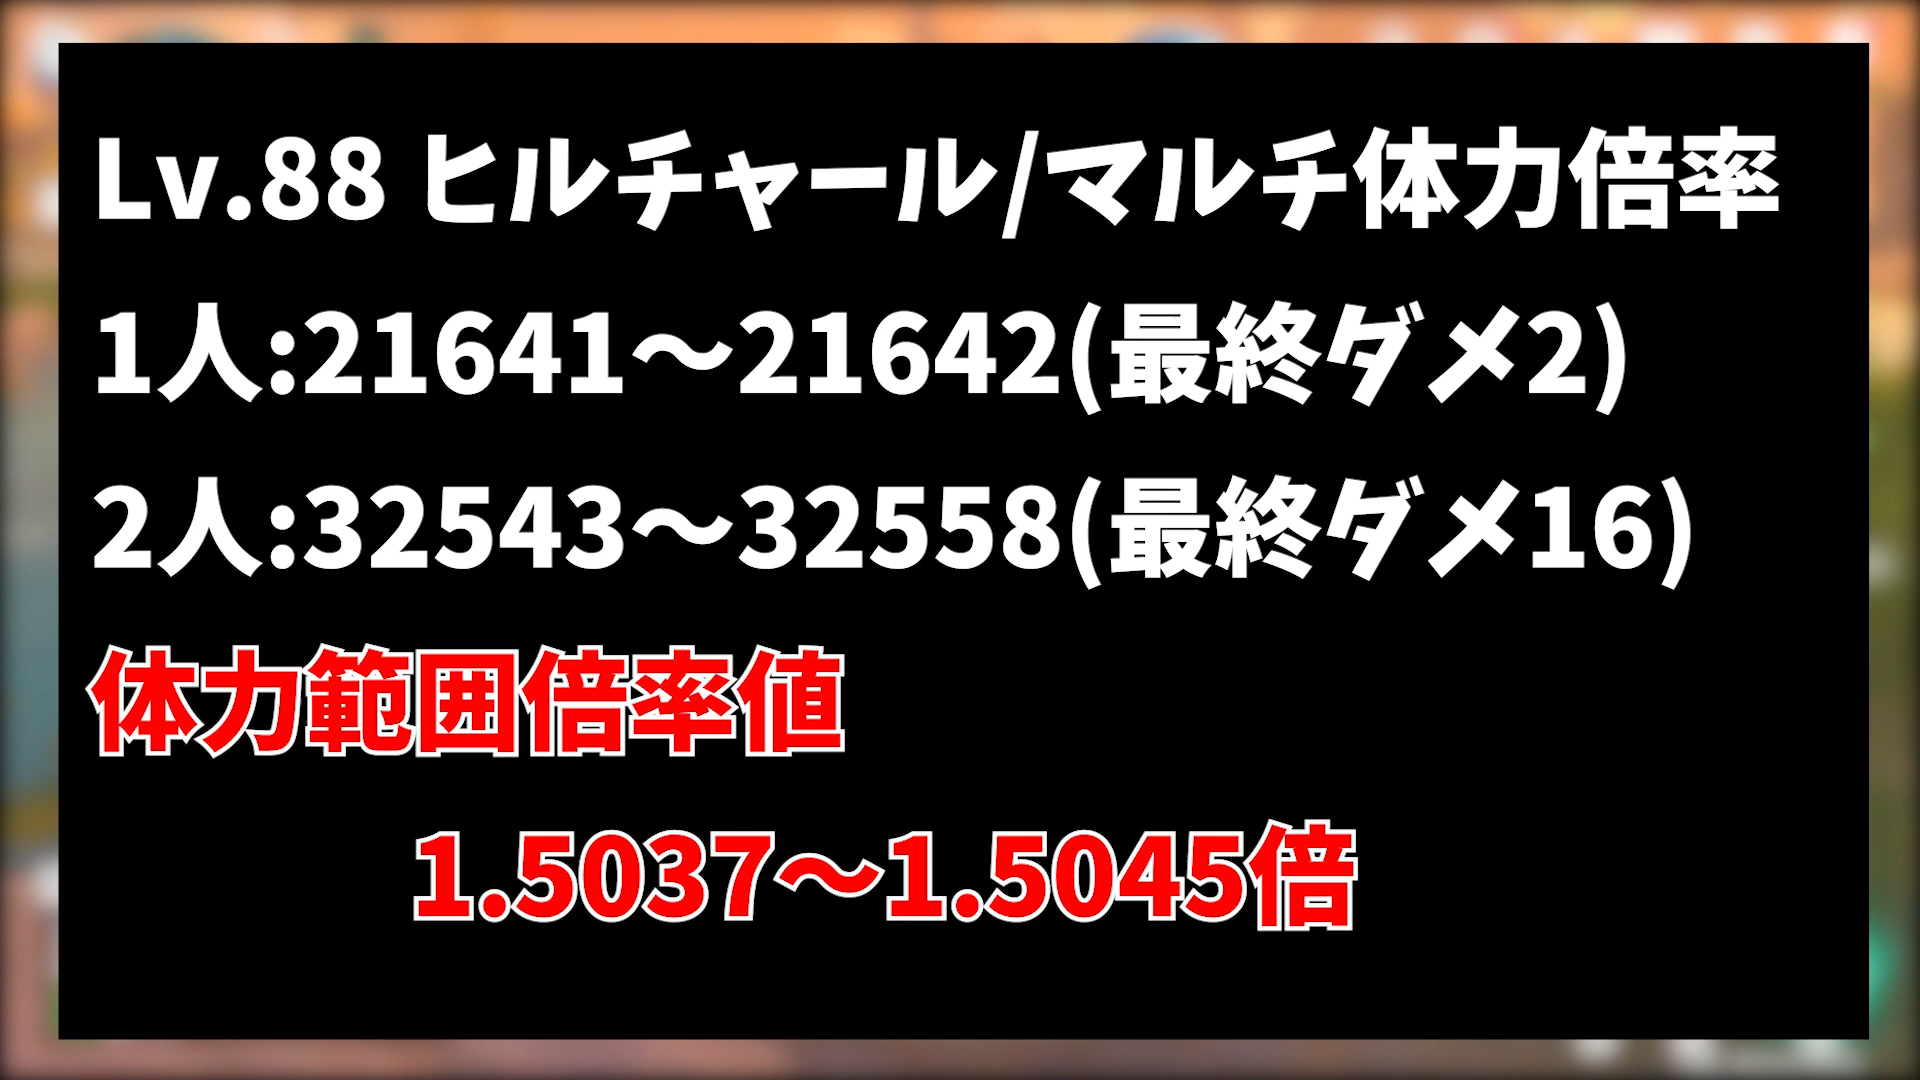 Lv.88 ヒルチャール/マルチ体力倍率
1人:21641～21642(最終ダメ2)
2人:32543～32558(最終ダメ16)
体力範囲倍率値
1.5037～1.5045倍